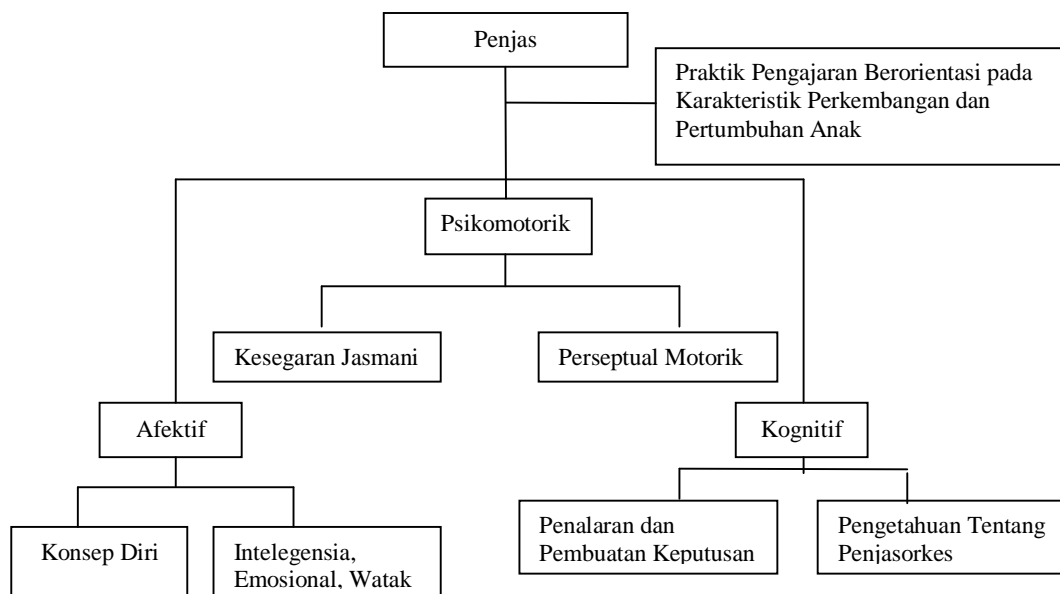 Penjas
Praktik Pengajaran Berorientasi pada
Karakteristik Perkembangan dan
Pertumbuhan Anak
Psikomotorik
Kesegaran Jasmani
Perseptual Motorik
Afektif
Kognitif
Konsep Diri
Intelegensia,
Emosional, Watak
Penalaran dan
Pembuatan Keputusan
Pengetahuan Tentang
Penjasorkes